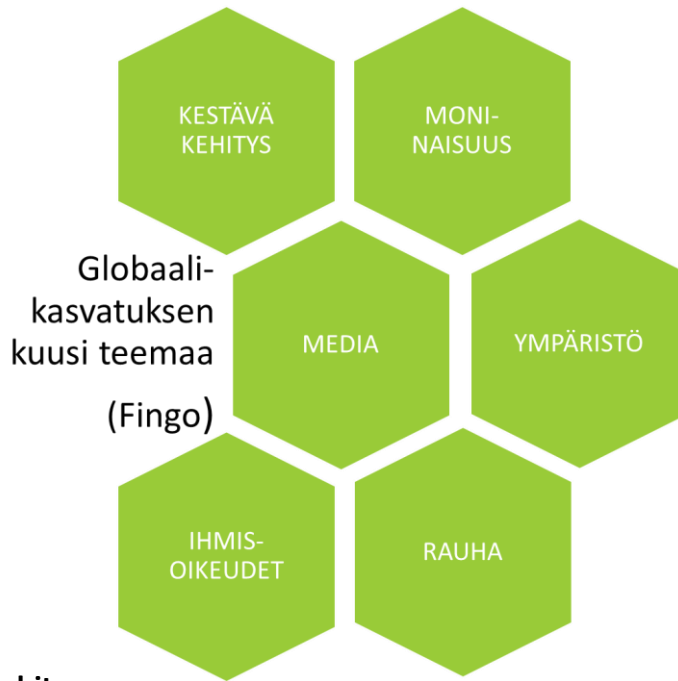 KESTÄVÄ
KEHITYS
MONI-
NAISUUS
Globaali-
kasvatuksen
kuusi teemaa
(Fingo)
MEDIA
YMPÄRISTÖ
IHMIS-
OIKEUDET
RAUHA